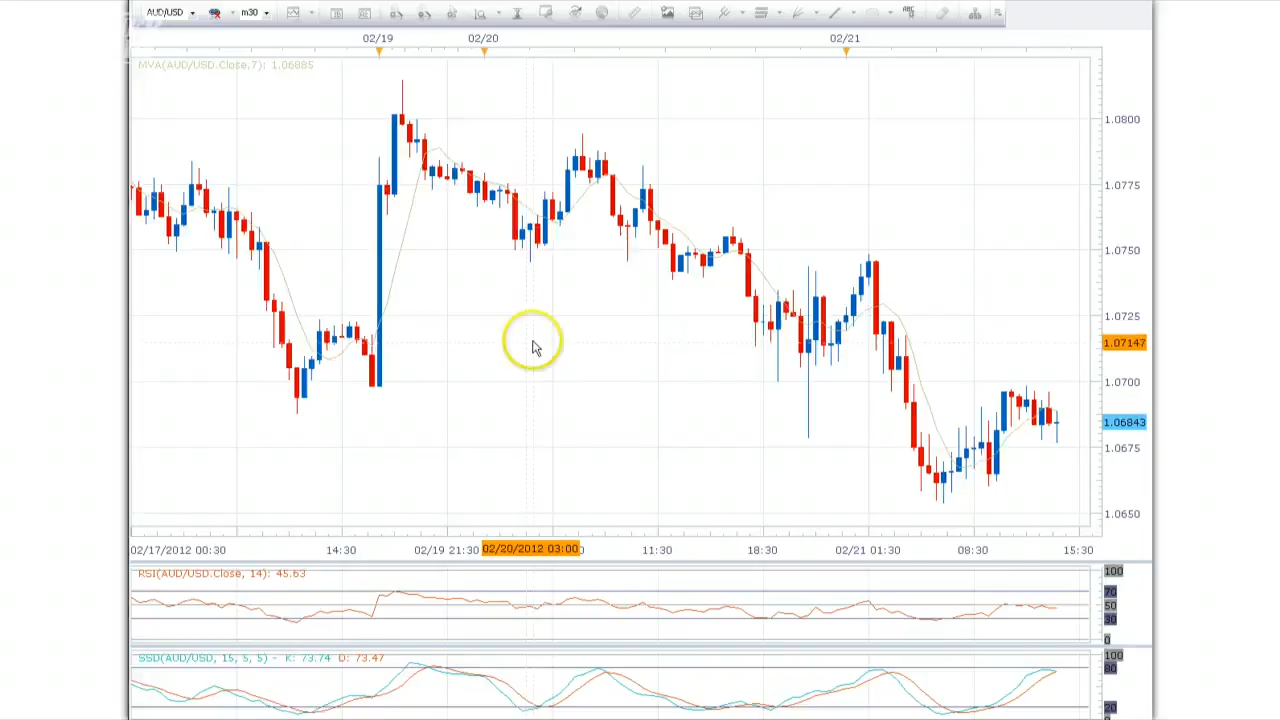 AUD/USD m30 ABC
02/19 02/20 02/21
MVA(AUD/USD.Close,7): 1.06885
1.0800
1.0775
1.0750
1.0725
1.07147
1.0700
1.06843
1.0675
1.0650
02/17/2012 00:30 14:30 02/19 21:30 02/20/2012 03:00 11:30 18:30 02/21 01:30 08:30 15:30
RSI(AUD/USD.Close, 14): 45.63
100
70
50
30
0
SSD(AUD/USD, 15, 5, 5) - K: 73.74 D: 73.47
100
80
20